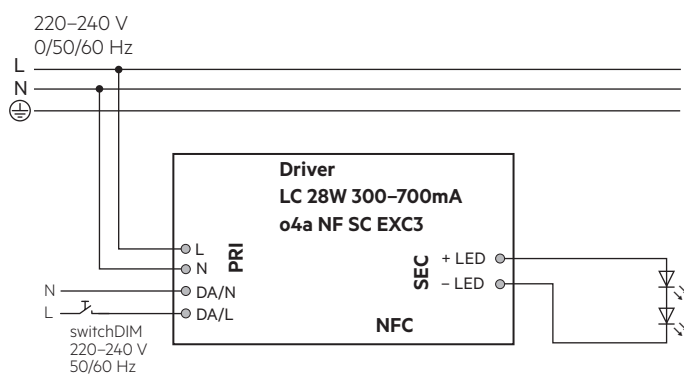 220–240 V
0/50/60 Hz
L
N
Driver
LC 28W 300–700mA
o4a NF SC EXC3
PRI
L
N
DA/N
DA/L
SEC
+ LED
– LED
NFC
N
L
switchDIM
220–240 V
50/60 Hz